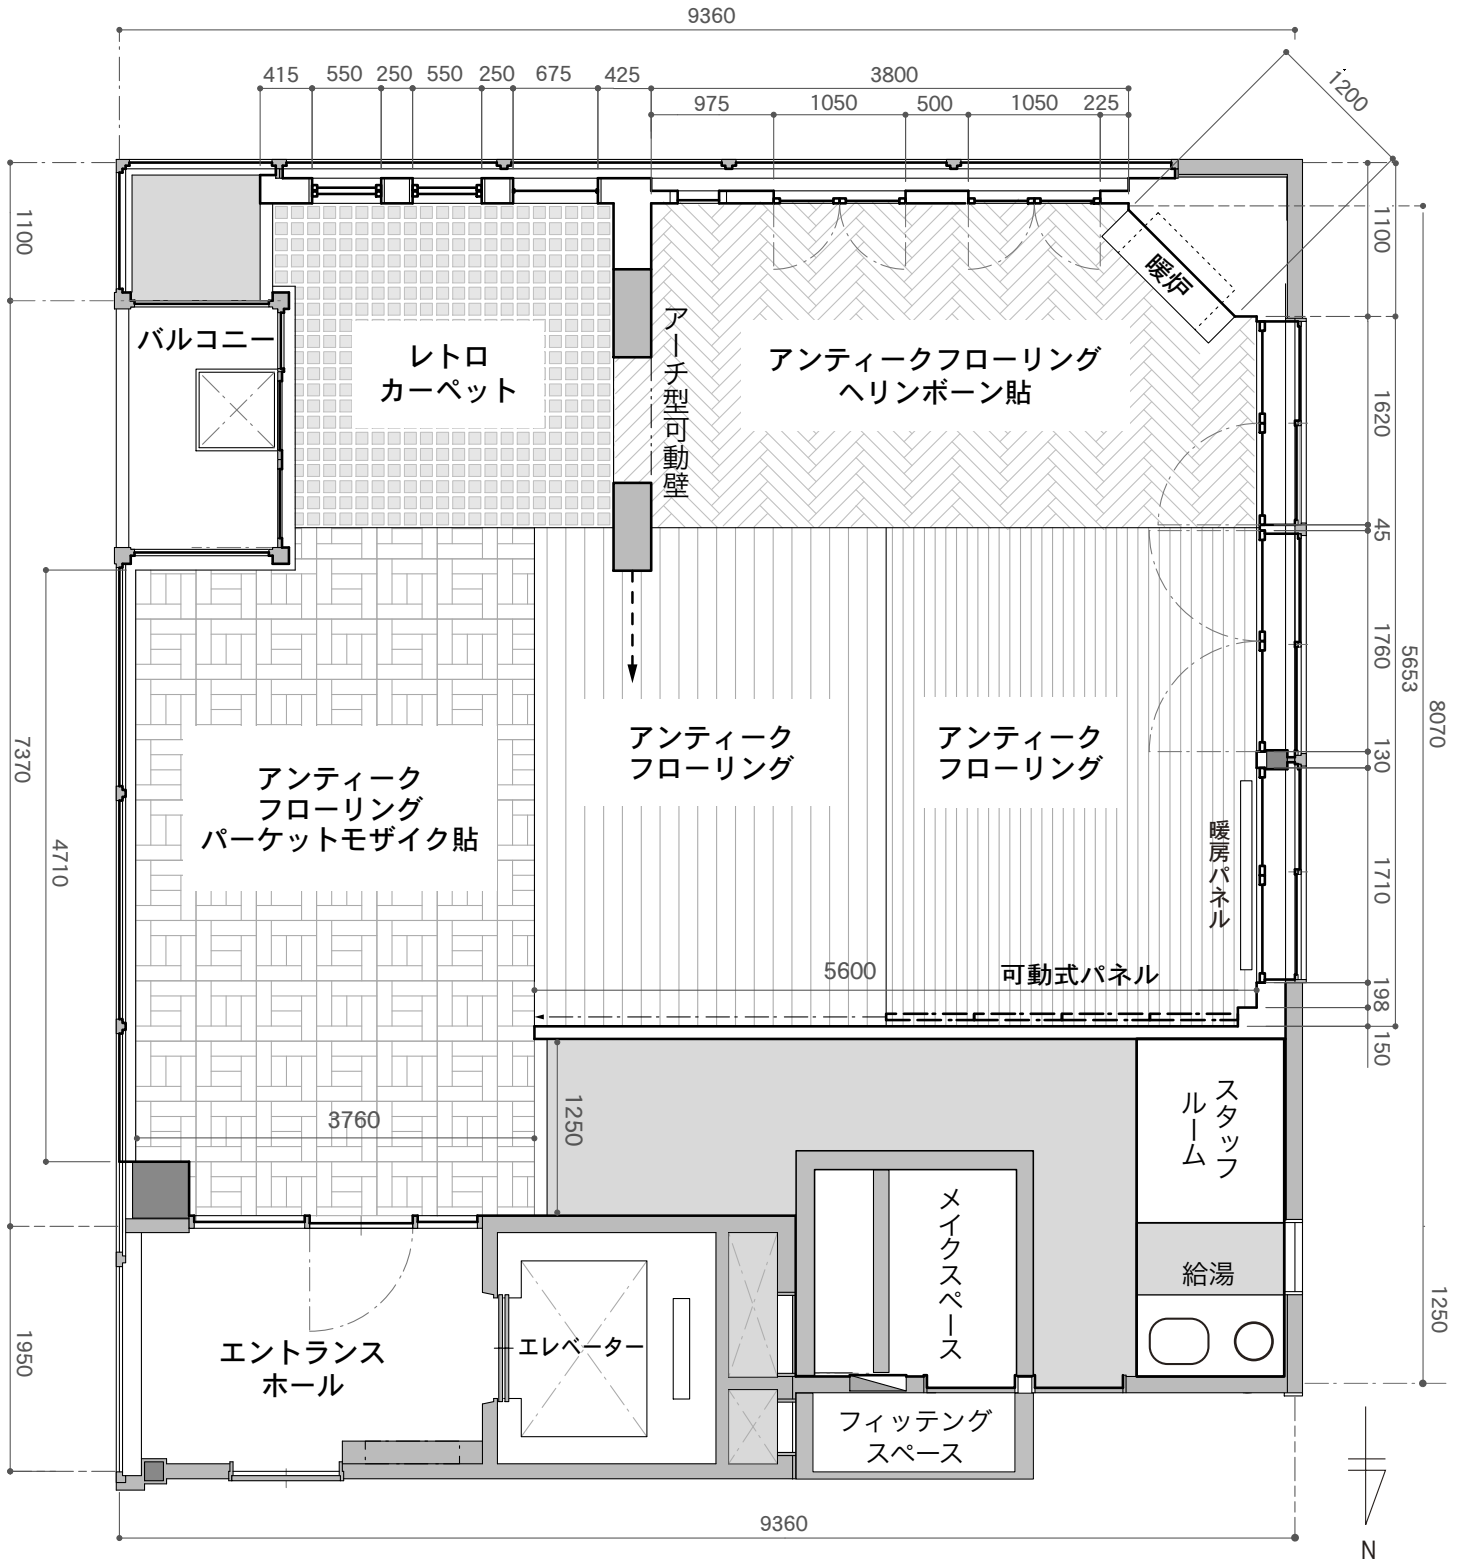 9360
415
550
250
550
250
675
425
3800
1200
975
1050
500
1050
225
1100
1100
バルコニー
レトロ
カーペット
アーチ型可動壁
アンティークフローリング
ヘリンボーン貼
暖炉
1620
45
1760
5653
8070
130
1710
198
150
7370
4710
アンティーク
フローリング
パーケットモザイク貼
アンティーク
フローリング
アンティーク
フローリング
暖房パネル
5600
可動式パネル
3760
1250
スタッフ
ルーム
メイクスペース
給湯
1250
1950
エントランス
ホール
エレベーター
フィッテング
スペース
9360
N